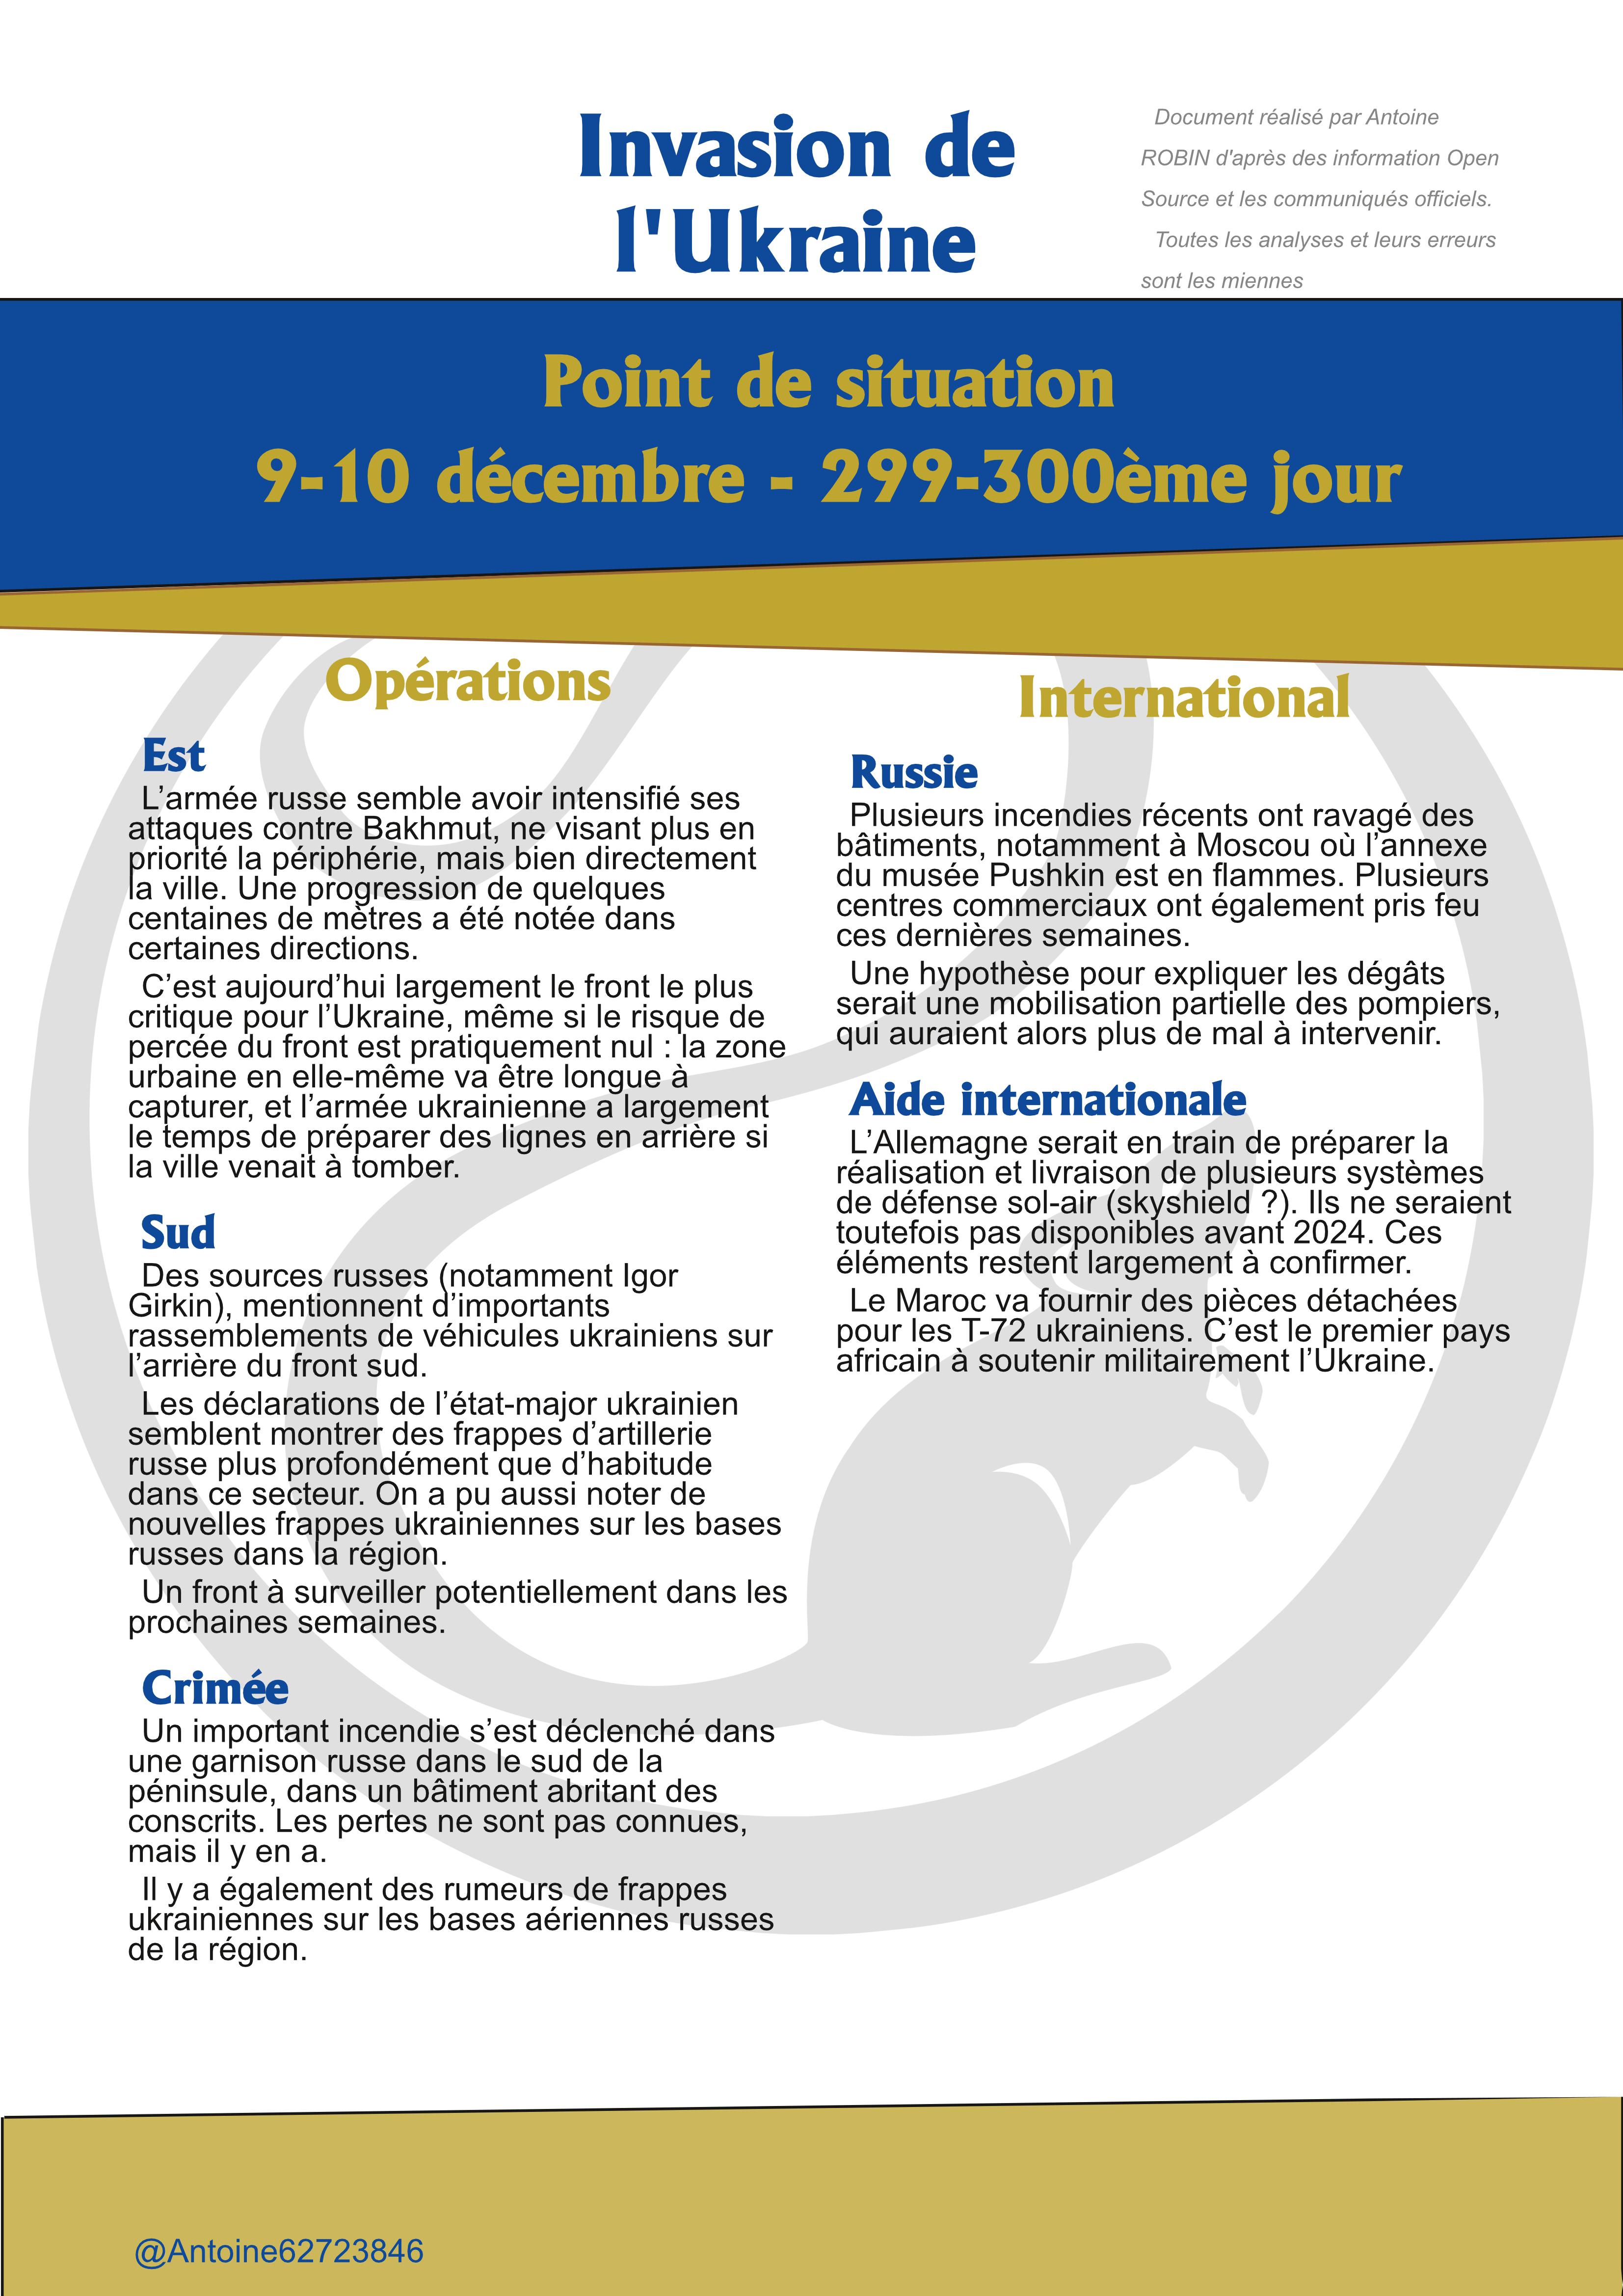 Invasion de
l'Ukraine
Document réalisé par Antoine
ROBIN d'après des information Open
Source et les communiqués officiels.
Toutes les analyses et leurs erreurs
sont les miennes
Point de situation
9-10 décembre - 299-300ème jour
Opérations
Est
L’armée russe semble avoir intensifié ses
attaques contre Bakhmut, ne visant plus en
priorité la périphérie, mais bien directement
la ville. Une progression de quelques
centaines de mètres a été notée dans
certaines directions.
C’est aujourd’hui largement le front le plus
critique pour l’Ukraine, même si le risque de
percée du front est pratiquement nul : la zone
urbaine en elle-même va être longue à
capturer, et l’armée ukrainienne a largement
le temps de préparer des lignes en arrière si
la ville venait à tomber.
Sud
Des sources russes (notamment Igor
Girkin), mentionnent d’importants
rassemblements de véhicules ukrainiens sur
l’arrière du front sud.
Les déclarations de l’état-major ukrainien
semblent montrer des frappes d’artillerie
russe plus profondément que d’habitude
dans ce secteur. On a pu aussi noter de
nouvelles frappes ukrainiennes sur les bases
russes dans la région.
Un front à surveiller potentiellement dans les
prochaines semaines.
Crimée
Un important incendie s’est déclenché dans
une garnison russe dans le sud de la
péninsule, dans un bâtiment abritant des
conscrits. Les pertes ne sont pas connues,
mais il y en a.
Il y a également des rumeurs de frappes
ukrainiennes sur les bases aériennes russes
de la région.
International
Russie
Plusieurs incendies récents ont ravagé des
bâtiments, notamment à Moscou où l’annexe
du musée Pushkin est en flammes. Plusieurs
centres commerciaux ont également pris feu
ces dernières semaines.
Une hypothèse pour expliquer les dégâts
serait une mobilisation partielle des pompiers,
qui auraient alors plus de mal à intervenir.
Aide internationale
L’Allemagne serait en train de préparer la
réalisation et livraison de plusieurs systèmes
de défense sol-air (skyshield ?). Ils ne seraient
toutefois pas disponibles avant 2024. Ces
éléments restent largement à confirmer.
Le Maroc va fournir des pièces détachées
pour les T-72 ukrainiens. C’est le premier pays
africain à soutenir militairement l’Ukraine.
@Antoine62723846